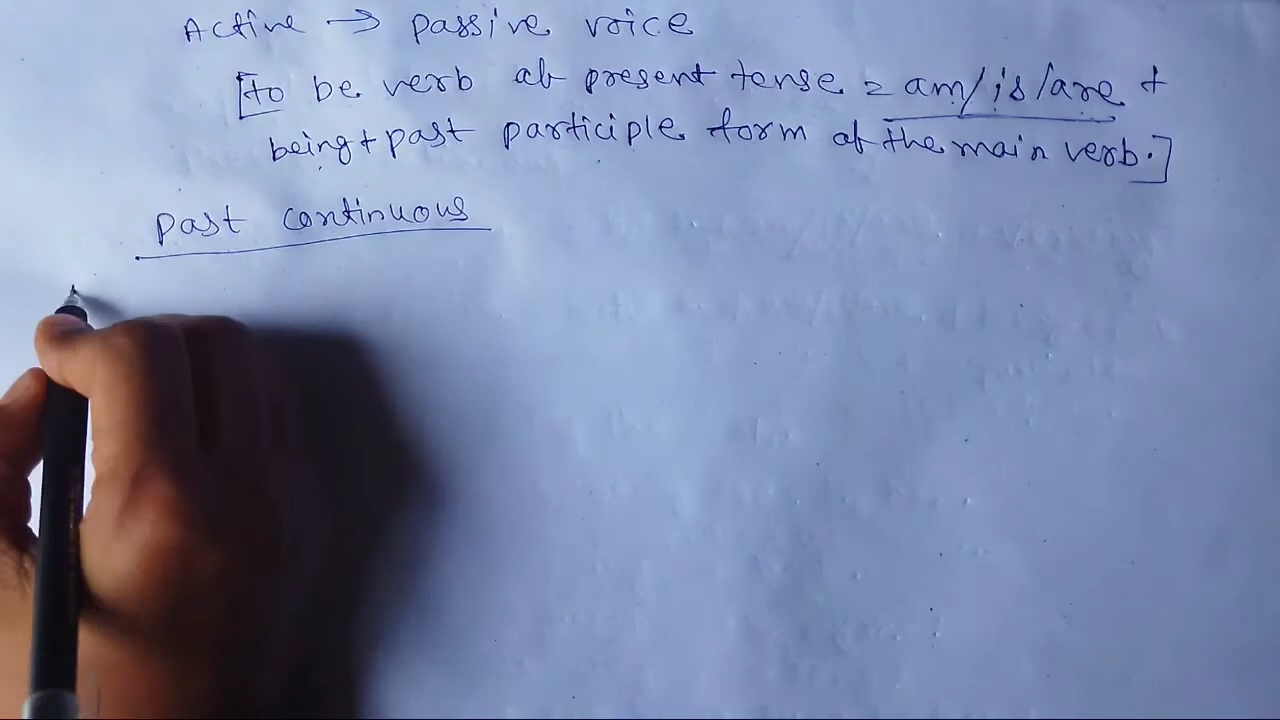 Active → passive voice
[To be verb of present tense = am/is/are +
being + past participle form of the main verb.]
Past continuous